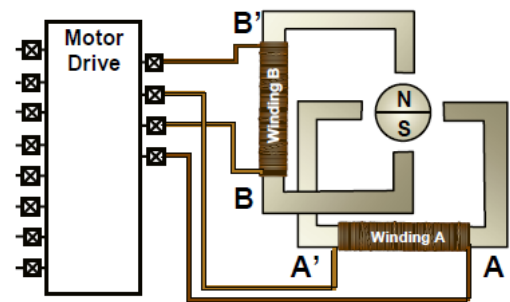 Motor
Drive
B’
Winding B
N
S
B
Winding A
A’
A